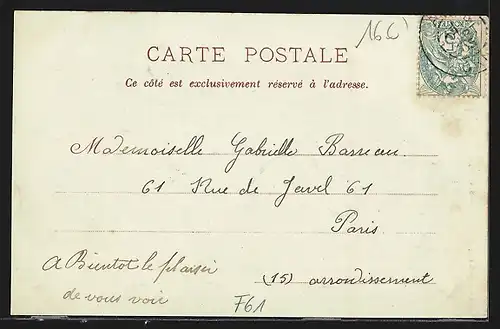 166
CARTE POSTALE
Ce côté est exclusivement réservé à l'adresse.
Mademoiselle Gabrielle Barreau.
61 Rue de Javel 61
Paris.
(15) arrondissement
A Bientot le plaisir
de vous voir
F61